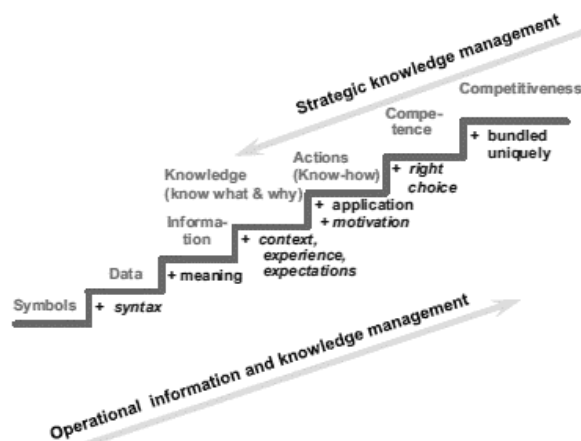 Strategic knowledge management
Competitiveness
Compe-
tence
+ bundled
uniquely
Actions
(Know-how)
+ right
choice
Knowledge
(know what & why)
+ application
+ motivation
Informa-
tion
+ context,
experience,
expectations
Data
+ meaning
Symbols
+ syntax
Operational information and knowledge management